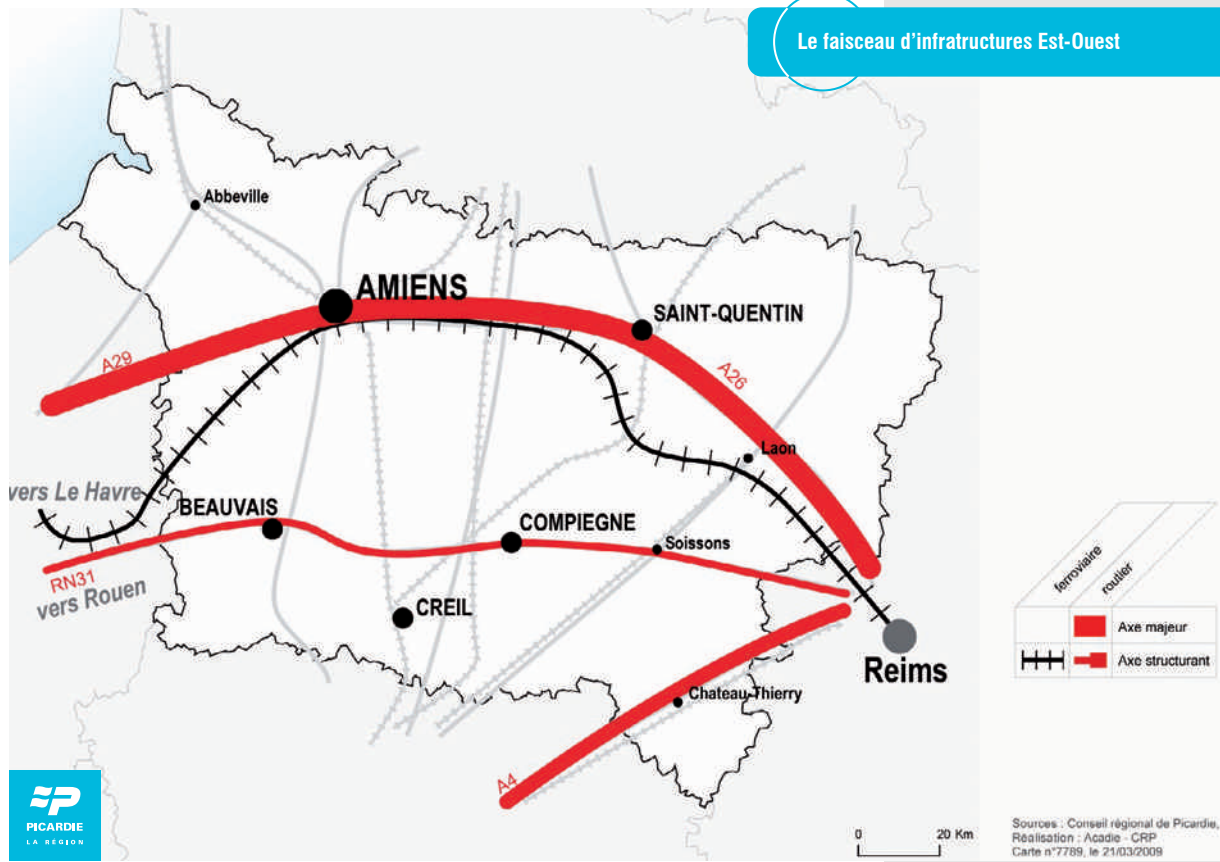 Le faisceau d'infratructures Est-Ouest
Abbeville
AMIENS
SAINT-QUENTIN
A29
A26
Laon
vers Le Havre
BEAUVAIS
COMPIEGNE
Soissons
RN31
vers Rouen
CREIL
Reims
Chateau-Thierry
A4
ferroviaire
routier
Axe majeur
Axe structurant
PICARDIE
LA RÉGION
0 20 Km
Sources : Conseil régional de Picardie,
Réalisation : Acadie - CRP
Carte n°7789, le 21/03/2009